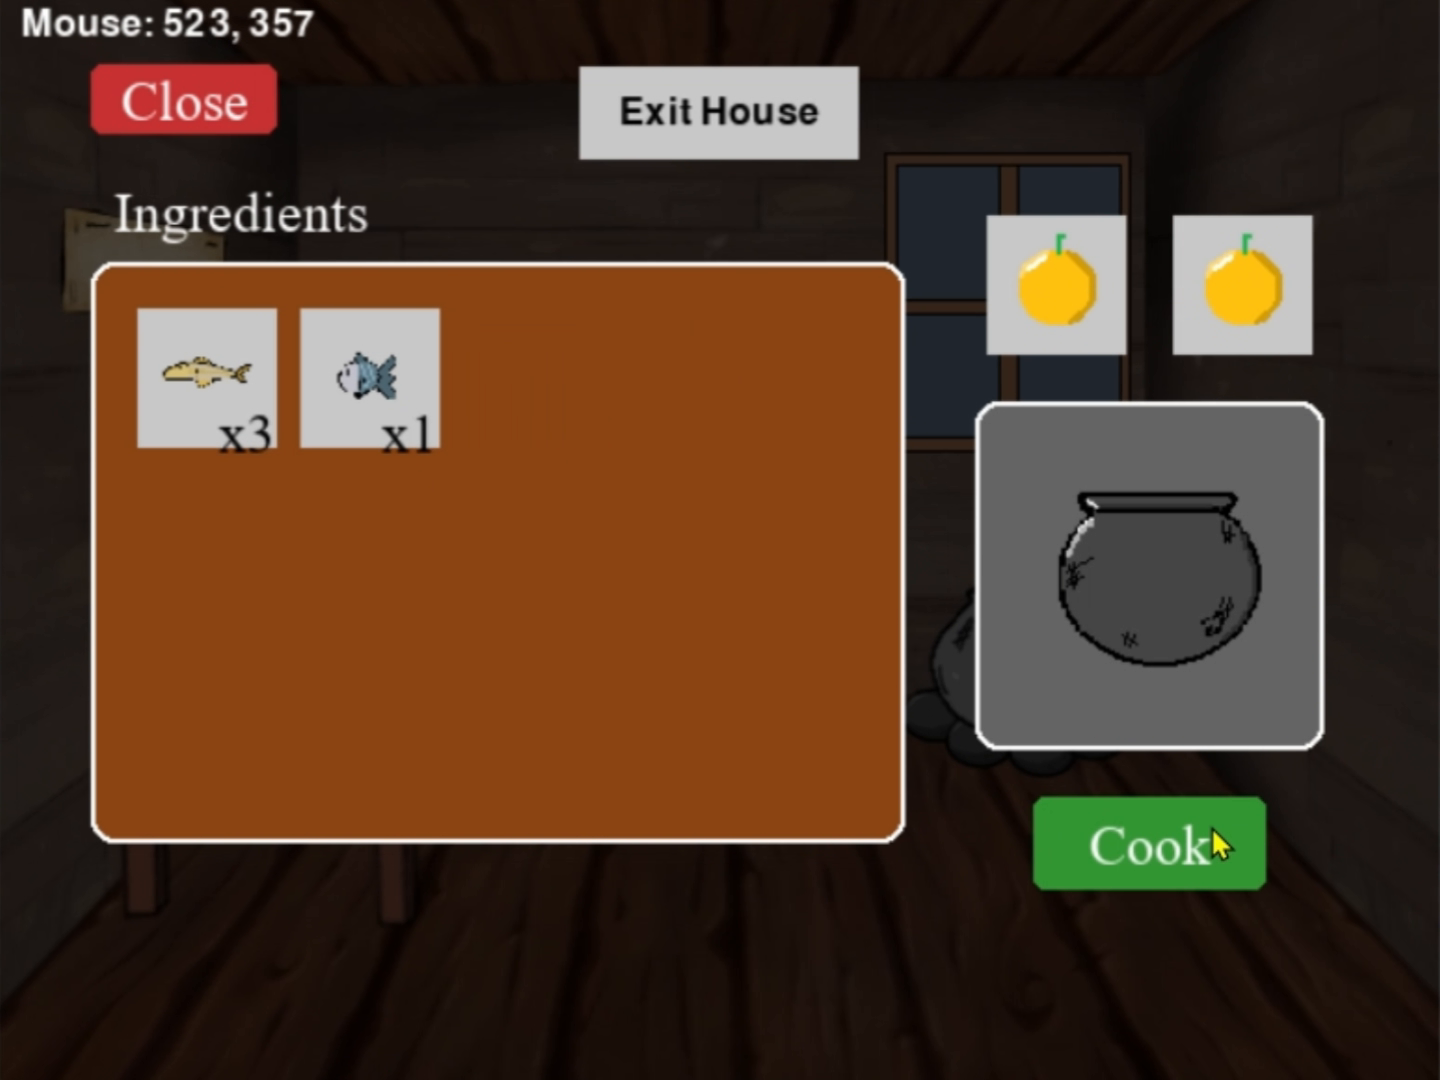 Mouse: 523, 357
Close
Exit House
Ingredients
x3
x1
Cook